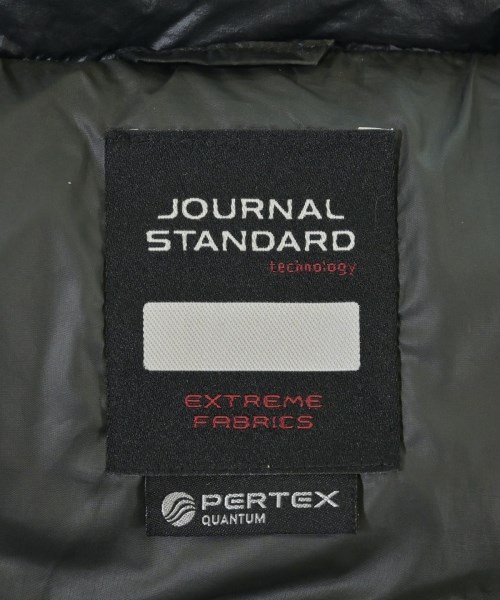 JOURNAL
STANDARD
technology
EXTREME
FABRICS
PERTEX
QUANTUM